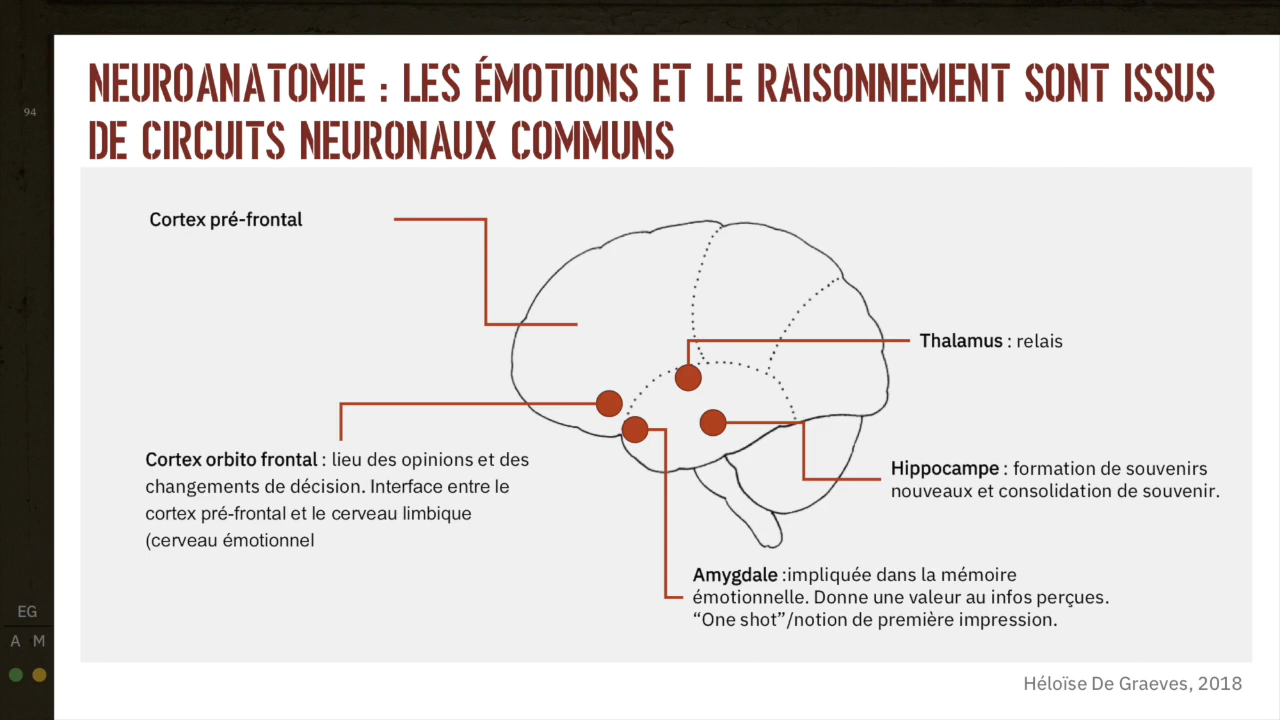 NEUROANATOMIE : LES ÉMOTIONS ET LE RAISONNEMENT SONT ISSUS
DE CIRCUITS NEURONAUX COMMUNS
94
Cortex pré-frontal
Thalamus : relais
Cortex orbito frontal : lieu des opinions et des
changements de décision. Interface entre le
cortex pré-frontal et le cerveau limbique
(cerveau émotionnel
Hippocampe : formation de souvenirs
nouveaux et consolidation de souvenir.
Amygdale :impliquée dans la mémoire
émotionnelle. Donne une valeur au infos perçues.
“One shot”/notion de première impression.
EG
A M
Héloïse De Graeves, 2018